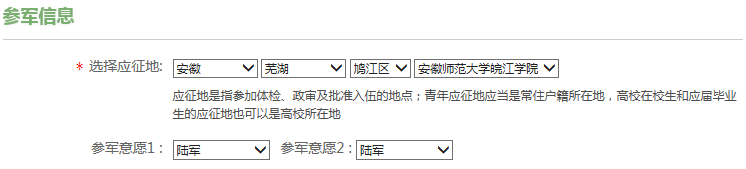 参军信息
* 选择应征地: 安徽 芜湖 鸠江区 安徽师范大学皖江学院
应征地是指参加体检、政审及批准入伍的地点；青年应征地应当是常住户籍所在地，高校在校生和应届毕业
生的应征地也可以是高校所在地
参军意愿1： 陆军 参军意愿2： 陆军